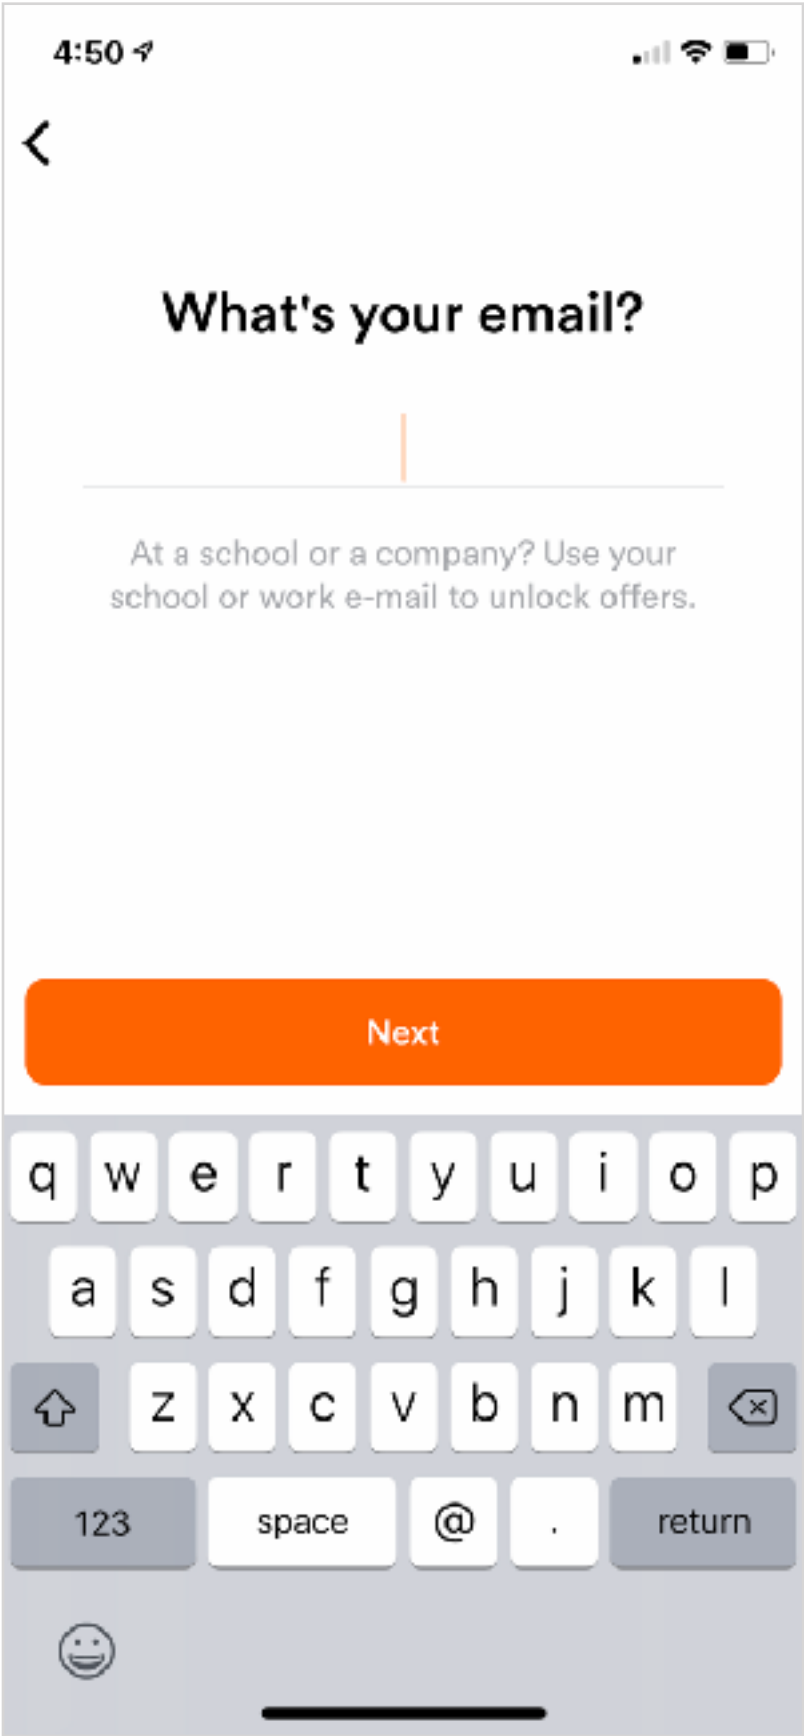 4:50
What's your email?
At a school or a company? Use your
school or work e-mail to unlock offers.
Next
q w e r t y u i o p
a s d f g h j k l
z x c v b n m
123 space @ . return